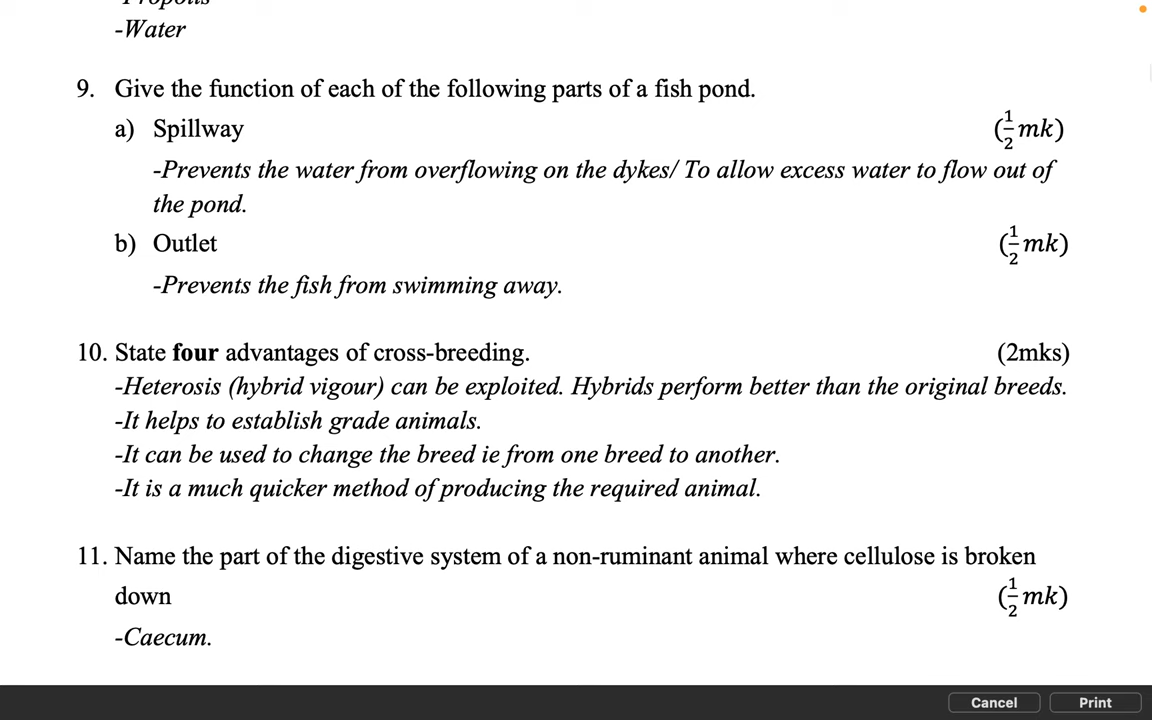 -Propolis
-Water
9. Give the function of each of the following parts of a fish pond.
a) Spillway (1/2 mk)
-Prevents the water from overflowing on the dykes/ To allow excess water to flow out of
the pond.
b) Outlet (1/2 mk)
-Prevents the fish from swimming away.
10. State four advantages of cross-breeding. (2mks)
-Heterosis (hybrid vigour) can be exploited. Hybrids perform better than the original breeds.
-It helps to establish grade animals.
-It can be used to change the breed ie from one breed to another.
-It is a much quicker method of producing the required animal.
11. Name the part of the digestive system of a non-ruminant animal where cellulose is broken
down (1/2 mk)
-Caecum.
Cancel Print